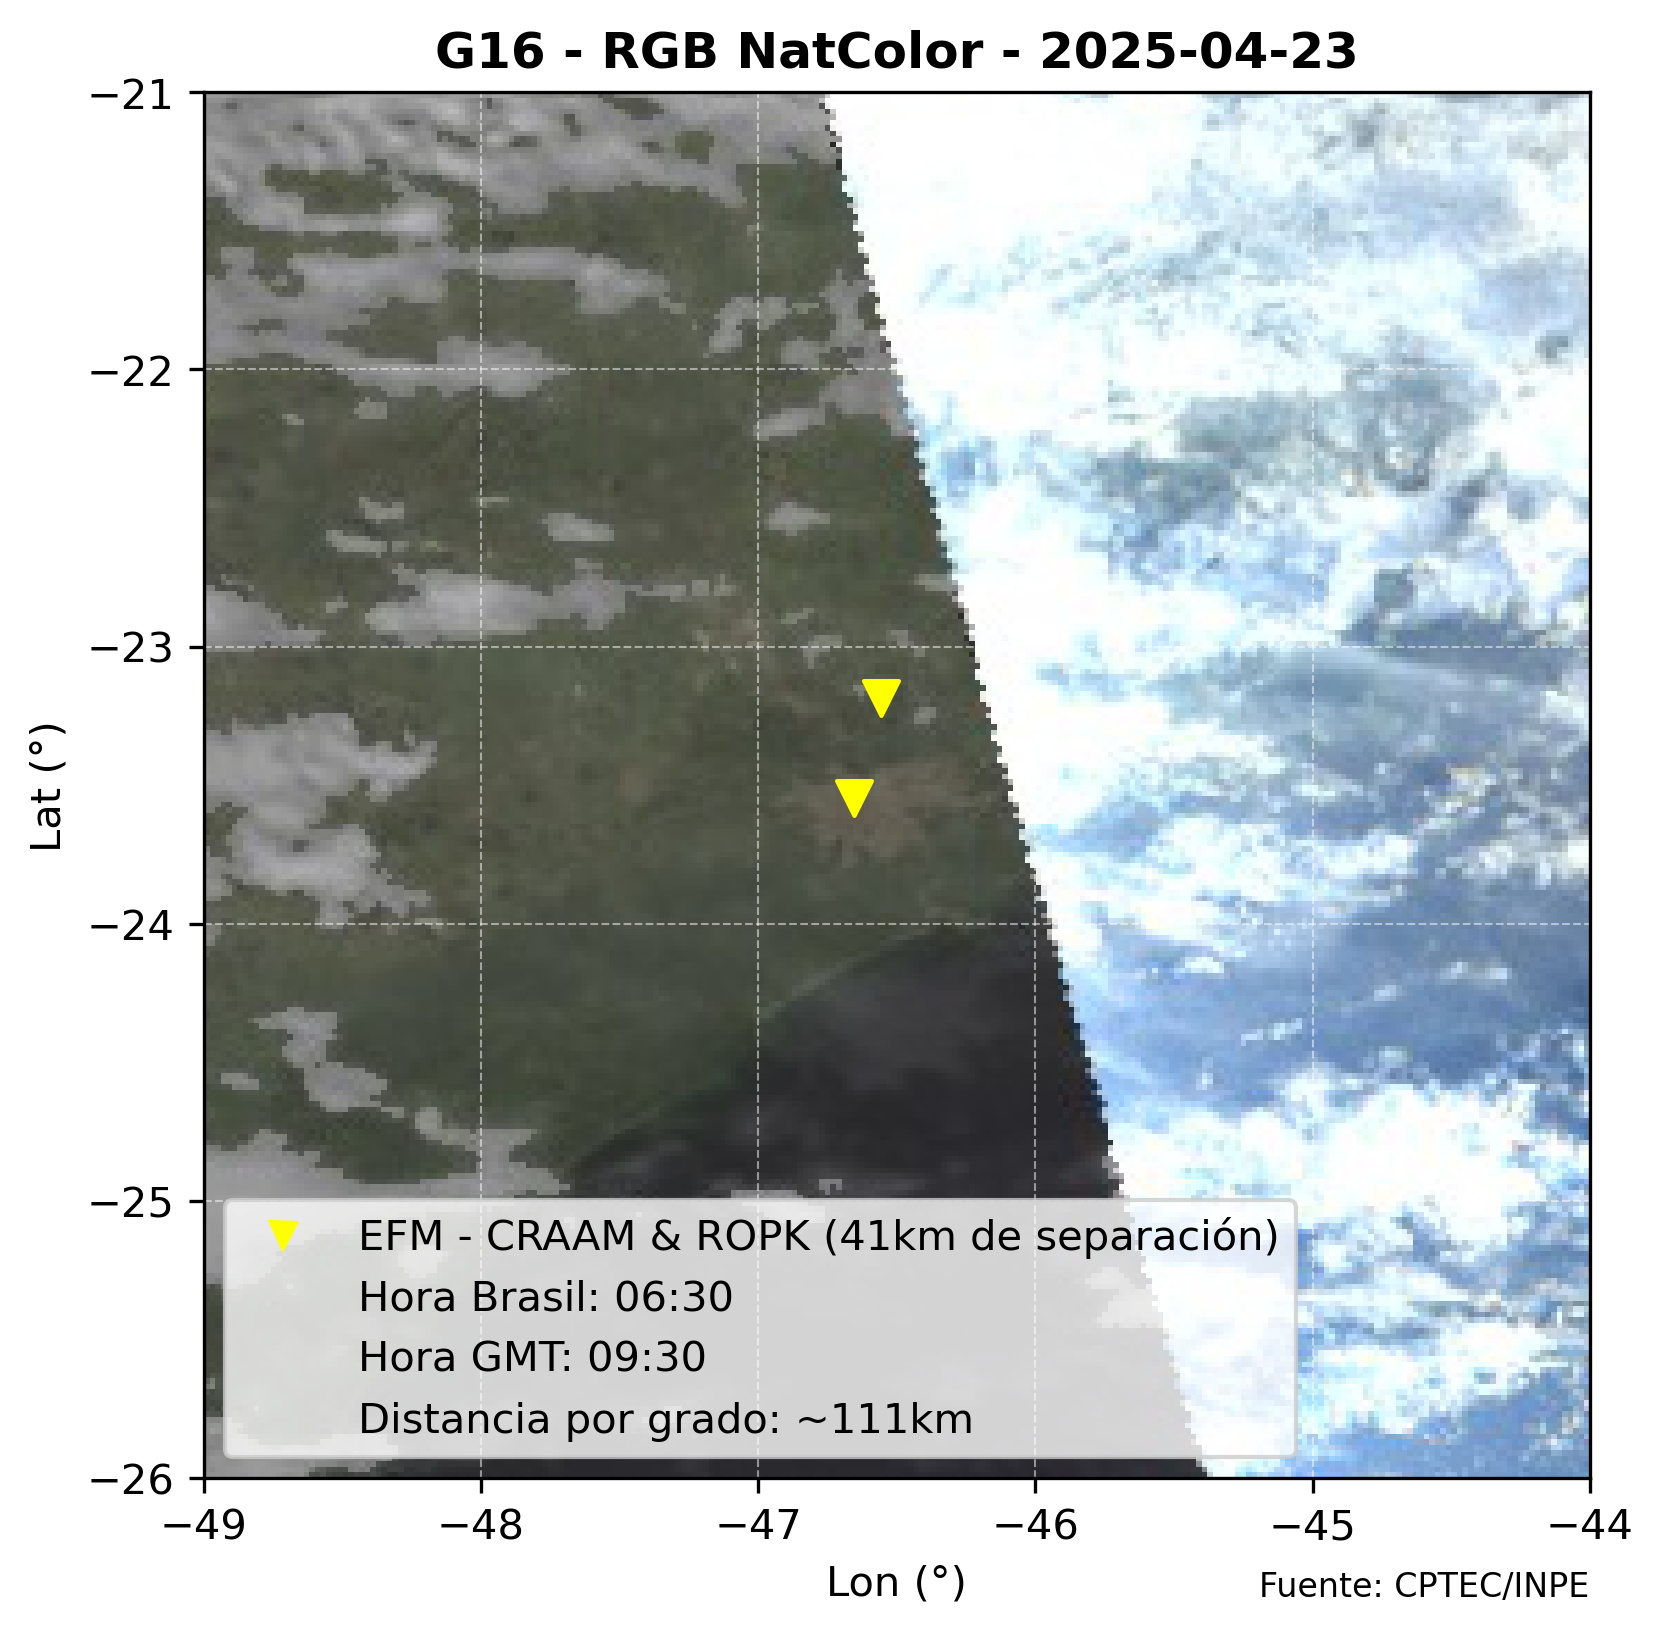 G16 - RGB NatColor - 2025-04-23
−21
−22
−23
−24
−25
−26
Lat (°)
EFM - CRAAM & ROPK (41km de separación)
Hora Brasil: 06:30
Hora GMT: 09:30
Distancia por grado: ~111km
−49 −48 −47 −46 −45 −44
Lon (°)
Fuente: CPTEC/INPE